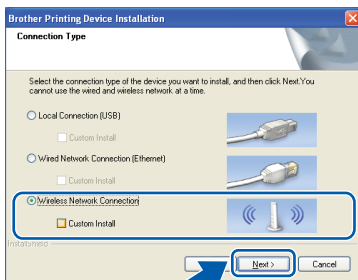 Brother Printing Device Installation
Connection Type
Select the connection type of the device you want to install, and then click Next.You
cannot use the wired and wireless network at a time.
Local Connection (USB)
Custom Install
Wired Network Connection (Ethernet)
Custom Install
Wireless Network Connection
Custom Install
InstallShield
Next >
Cancel